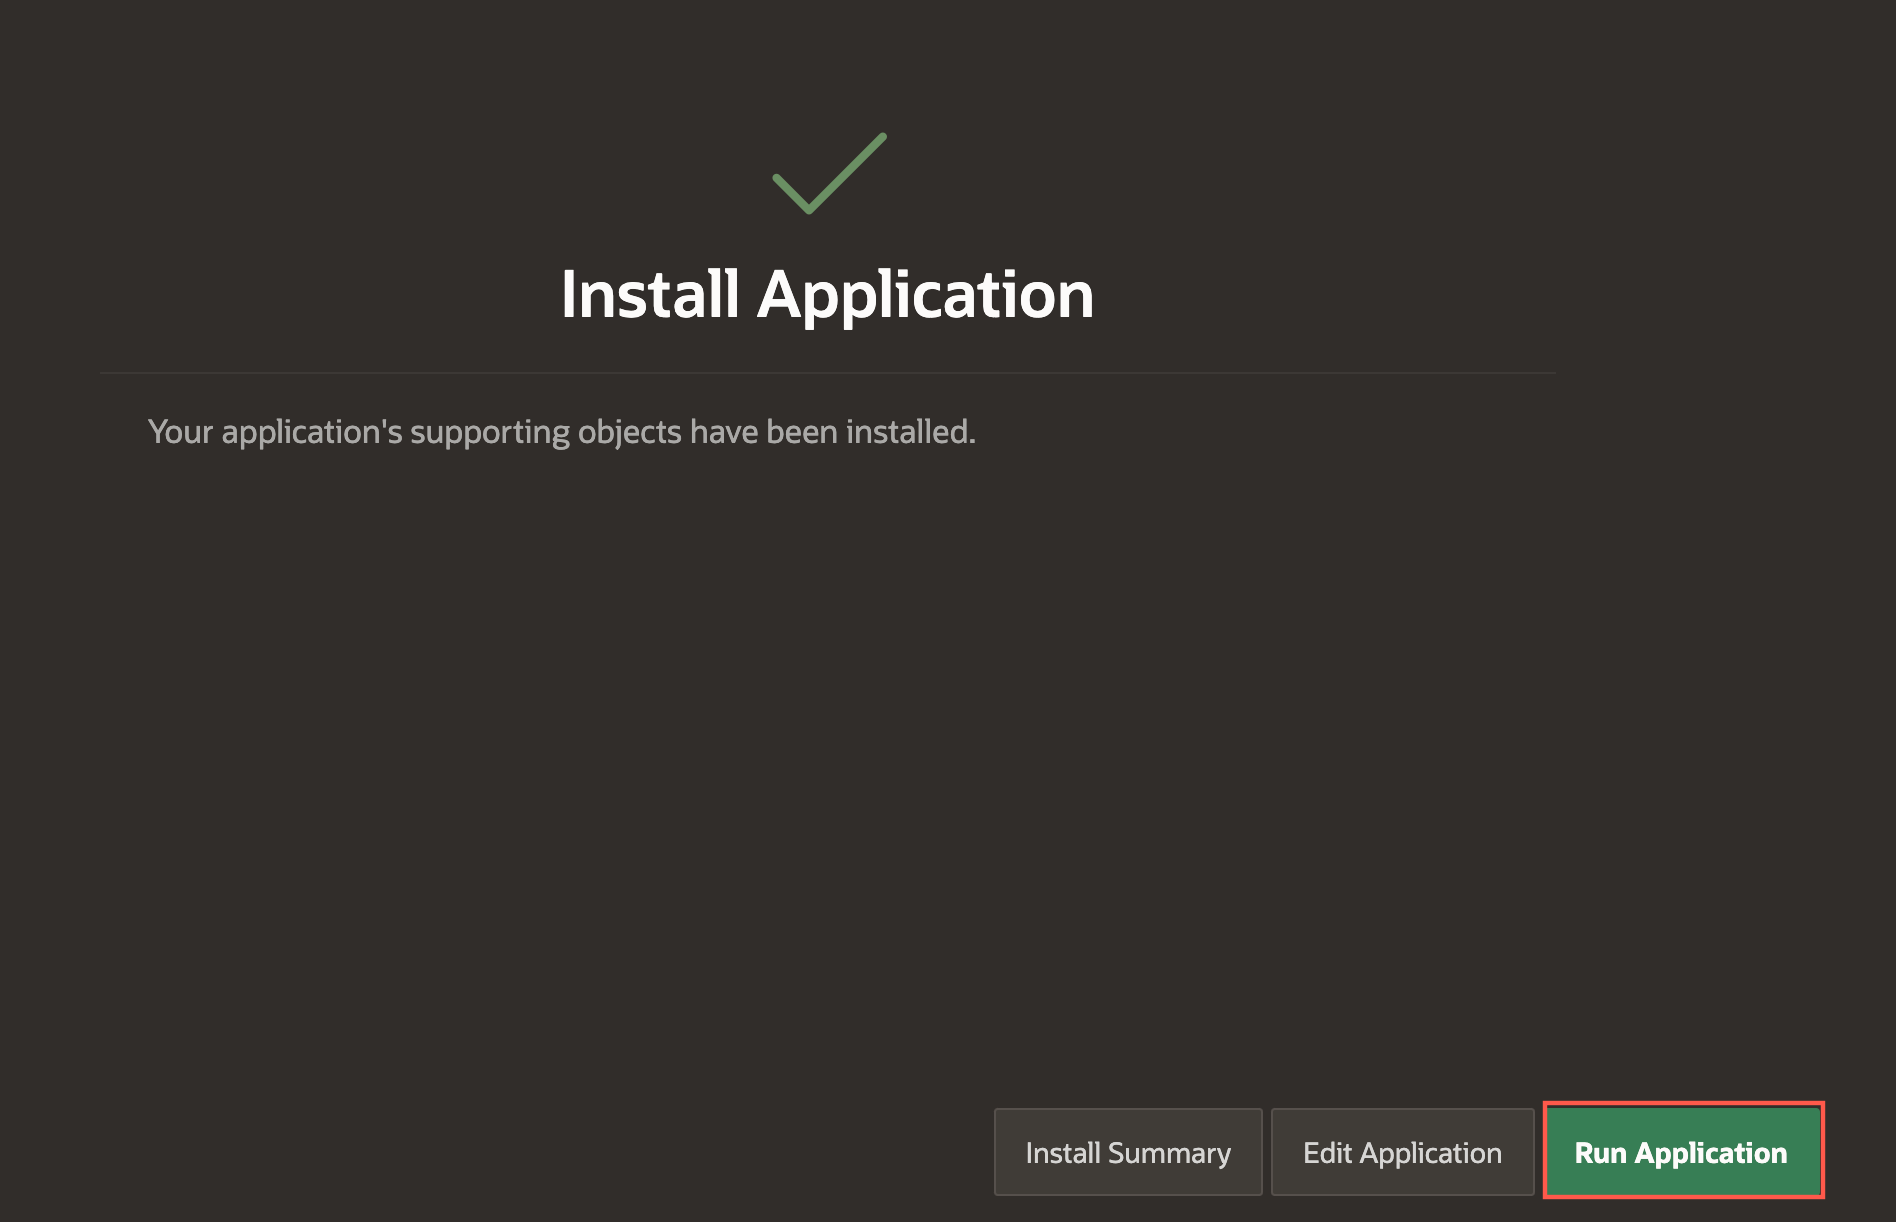 Install Application
Your application's supporting objects have been installed.
Install Summary
Edit Application
Run Application